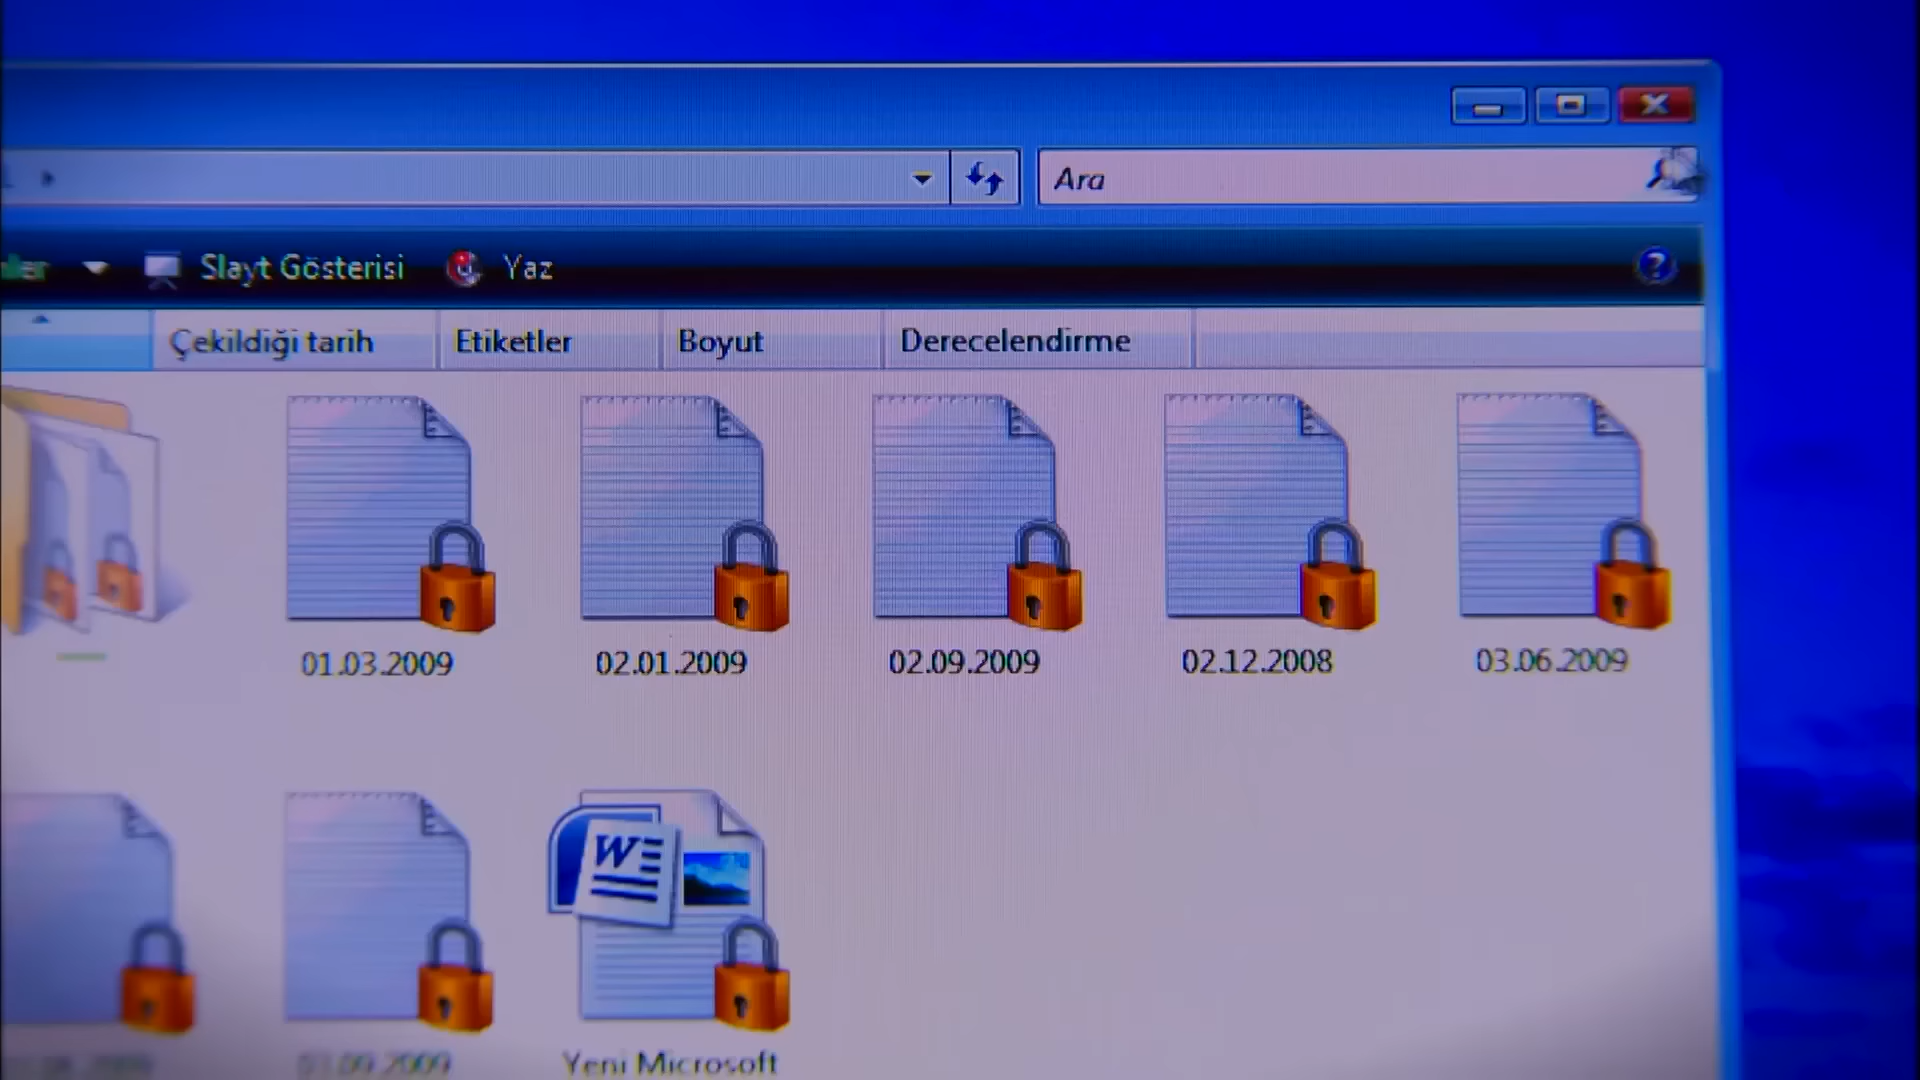 Ara
Slayt Gösterisi
Yaz
Çekildiği tarih
Etiketler
Boyut
Derecelendirme
01.03.2009
02.01.2009
02.09.2009
02.12.2008
03.06.2009
W
Yeni Microsoft